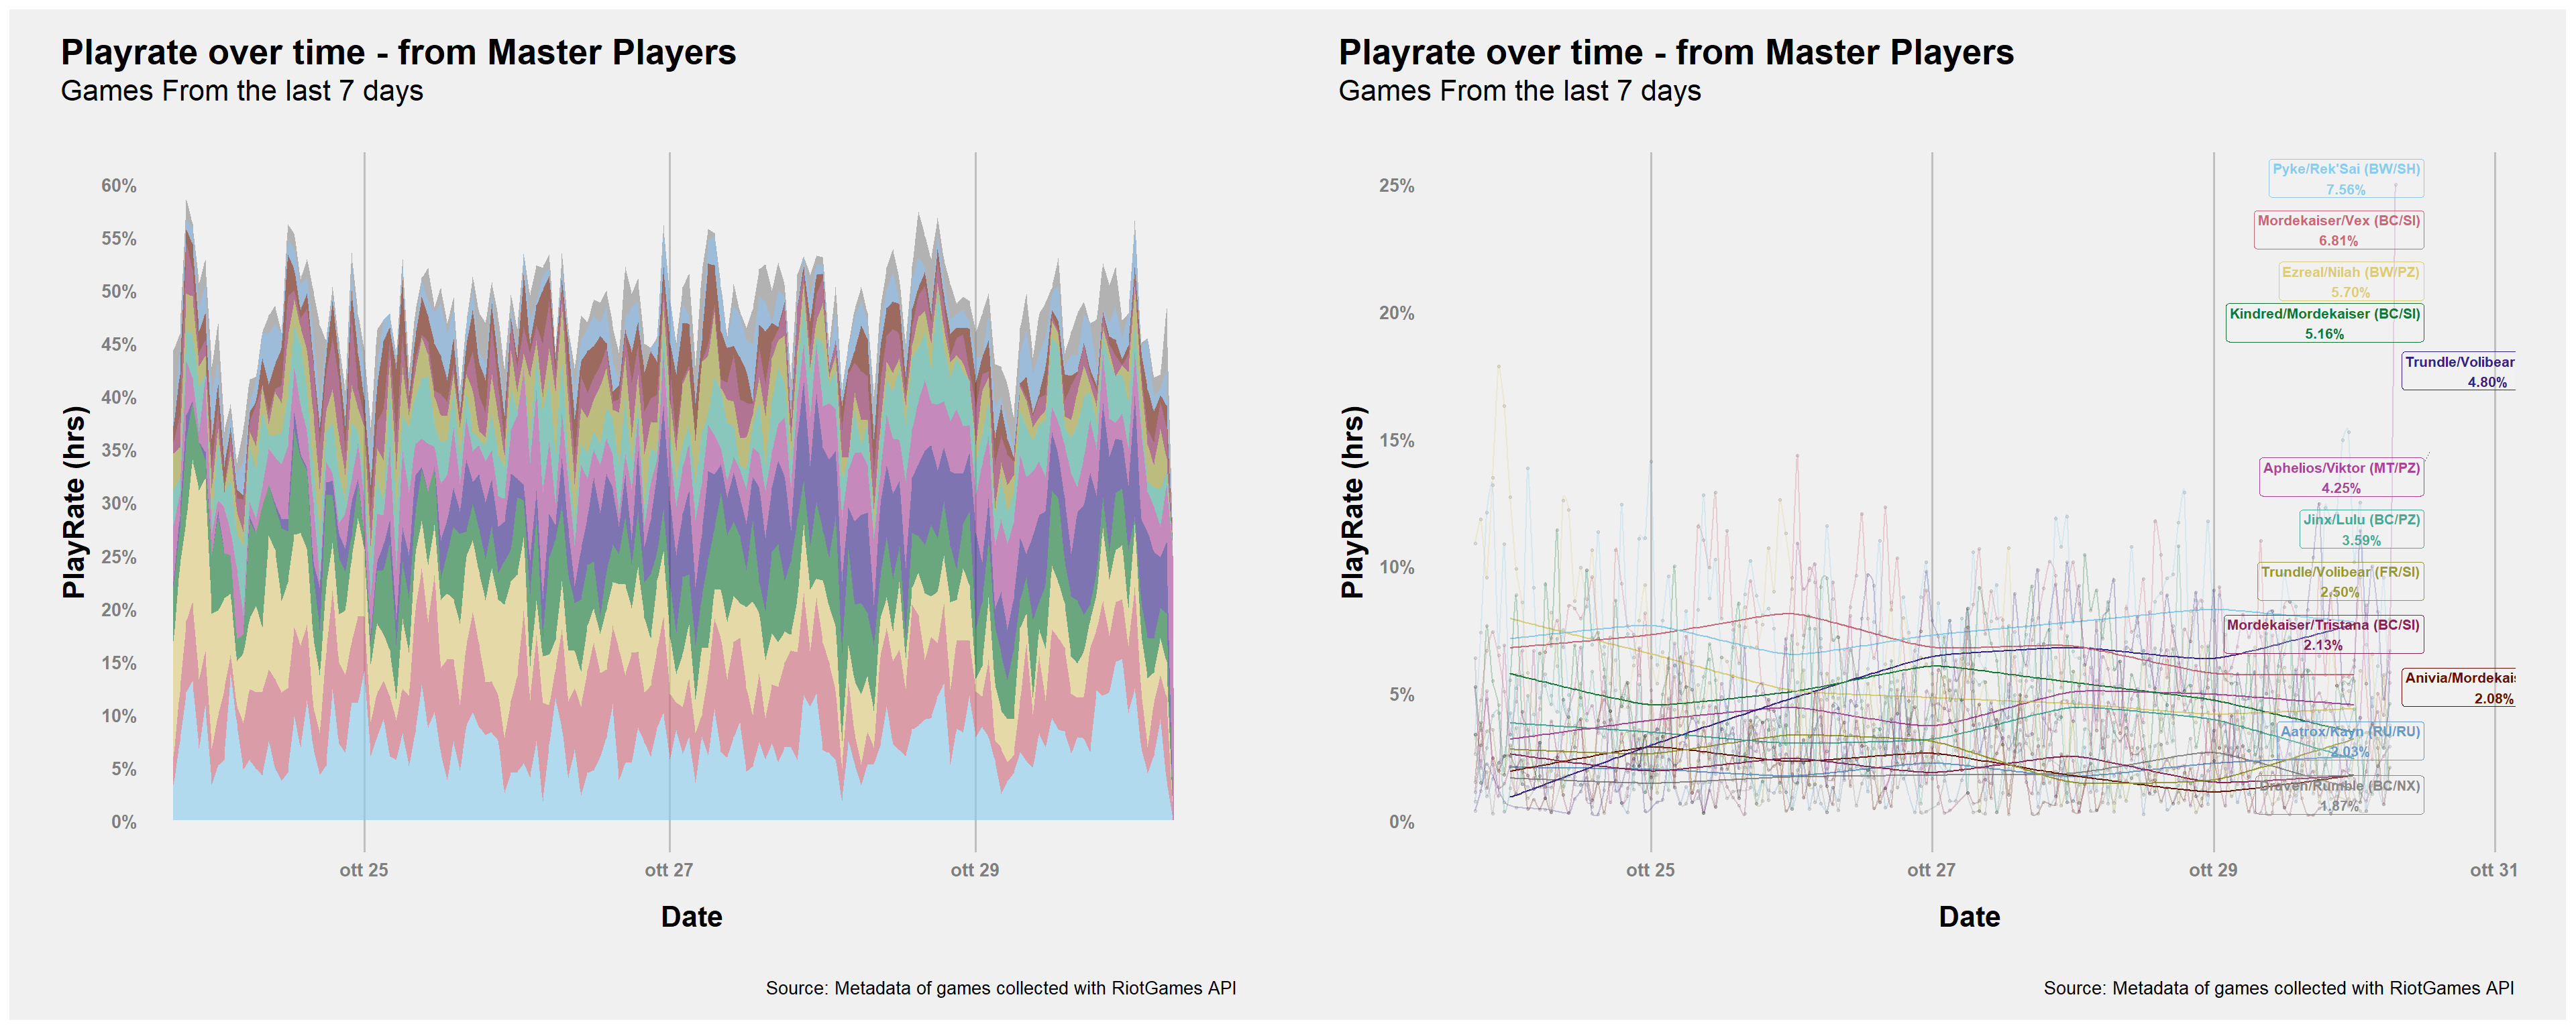 Playrate over time - from Master Players
Games From the last 7 days
60%
55%
50%
45%
40%
35%
30%
25%
20%
15%
10%
5%
0%
PlayRate (hrs)
ott 25
ott 27
ott 29
Date
Source: Metadata of games collected with RiotGames API
Playrate over time - from Master Players
Games From the last 7 days
25%
20%
15%
10%
5%
0%
PlayRate (hrs)
Pyke/Rek'Sai (BW/SH)
7.56%
Mordekaiser/Vex (BC/SI)
6.81%
Ezreal/Nilah (BW/PZ)
5.70%
Kindred/Mordekaiser (BC/SI)
5.16%
Trundle/Volibear
4.80%
Aphelios/Viktor (MT/PZ)
4.25%
Jinx/Lulu (BC/PZ)
3.59%
Trundle/Volibear (FR/SI)
2.50%
Mordekaiser/Tristana (BC/SI)
2.13%
Anivia/Mordekais
2.08%
Aatrox/Kayn (RU/RU)
2.03%
Draven/Rumble (BC/NX)
1.87%
ott 25
ott 27
ott 29
ott 31
Date
Source: Metadata of games collected with RiotGames API